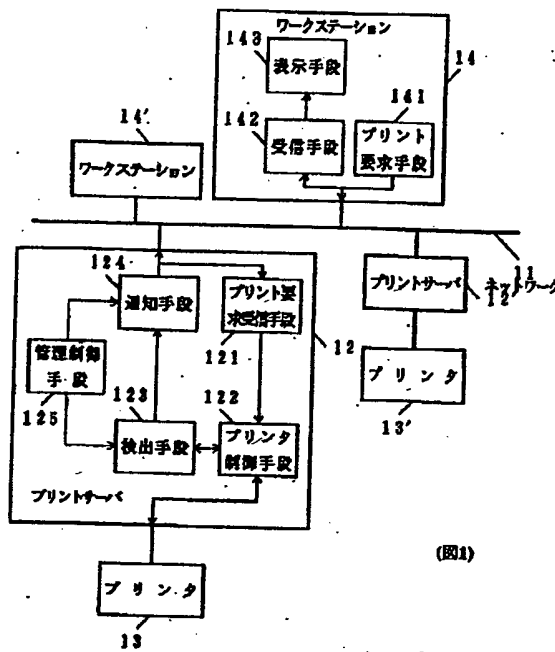 ワークステーション
143
表示手段
14
142
141
受信手段
プリント
要求手段
14'
ワークステーション
11
ネットワーク
124
通知手段
プリント要
求受信手段
121
12
プリントサーバ
12'
管理制御
手段
125
123
検出手段
122
プリンタ
制御手段
プリンタ
13'
プリントサーバ
(図1)
プリンタ
13